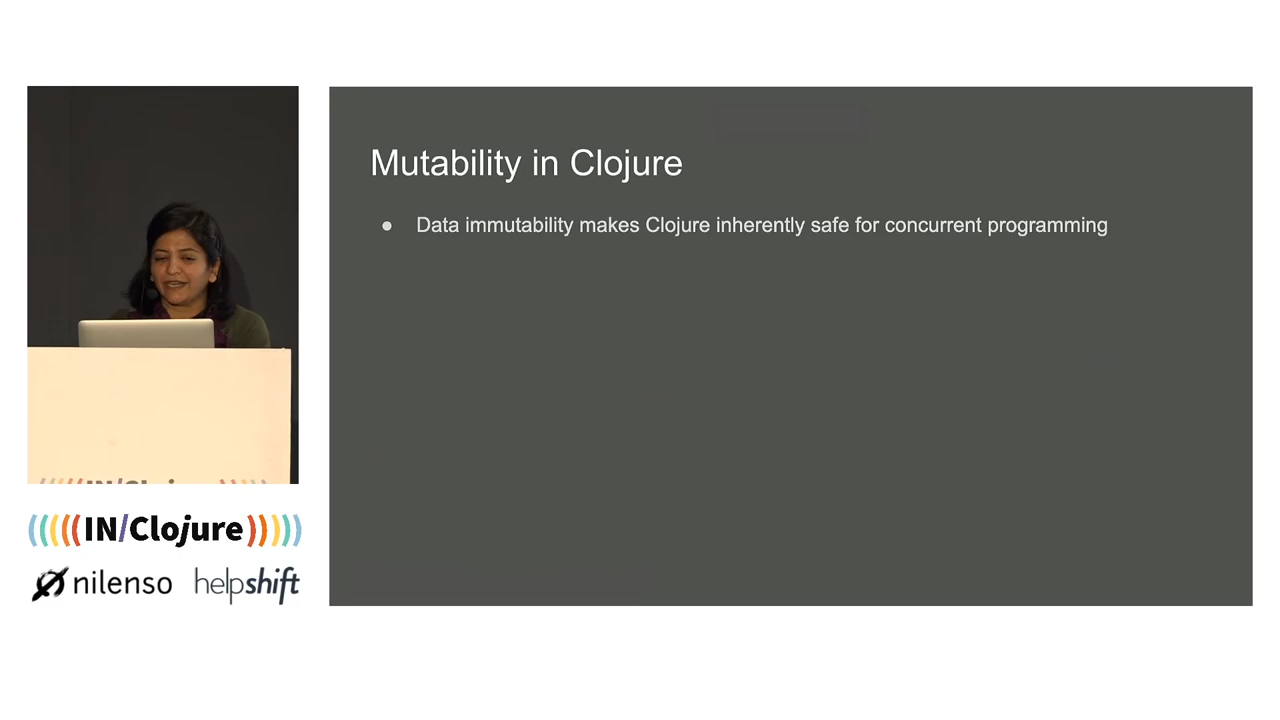 Mutability in Clojure
● Data immutability makes Clojure inherently safe for concurrent programming
(((((IN/Clojure)))))
nilenso helpshift